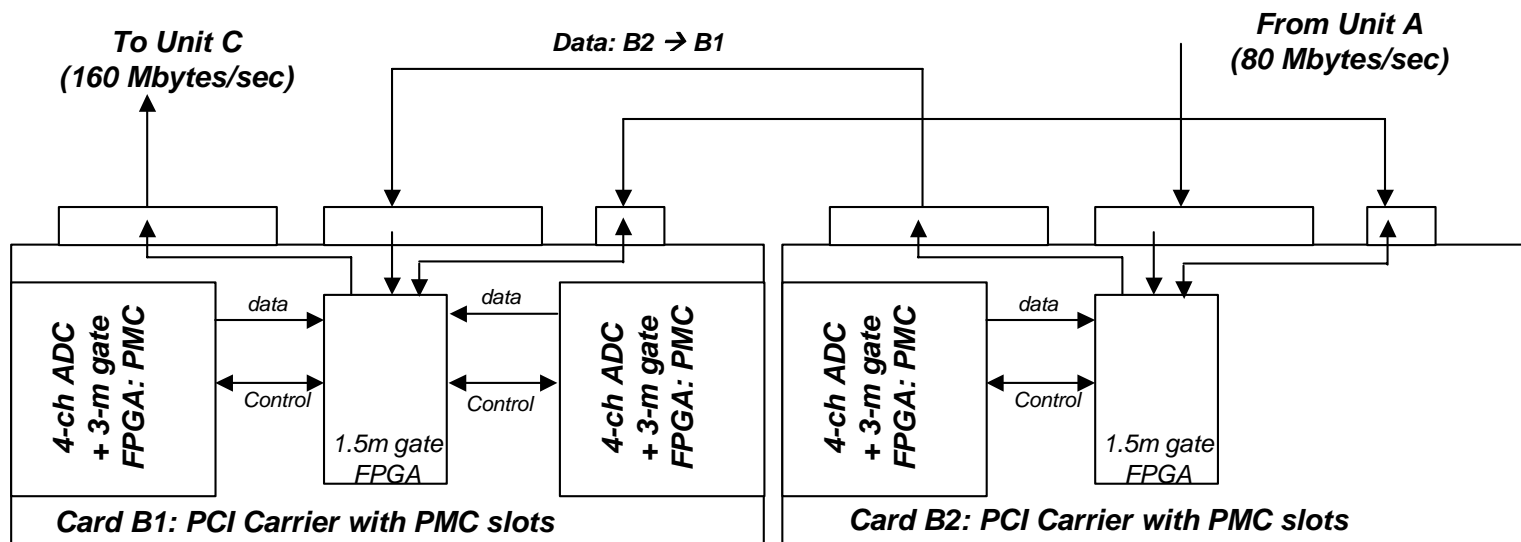 To Unit C
(160 Mbytes/sec)
Data: B2 → B1
From Unit A
(80 Mbytes/sec)
4-ch ADC
+ 3-m gate
FPGA: PMC
data
Control
1.5m gate
FPGA
data
Control
4-ch ADC
+ 3-m gate
FPGA: PMC
Card B1: PCI Carrier with PMC slots
4-ch ADC
+ 3-m gate
FPGA: PMC
data
Control
1.5m gate
FPGA
Card B2: PCI Carrier with PMC slots